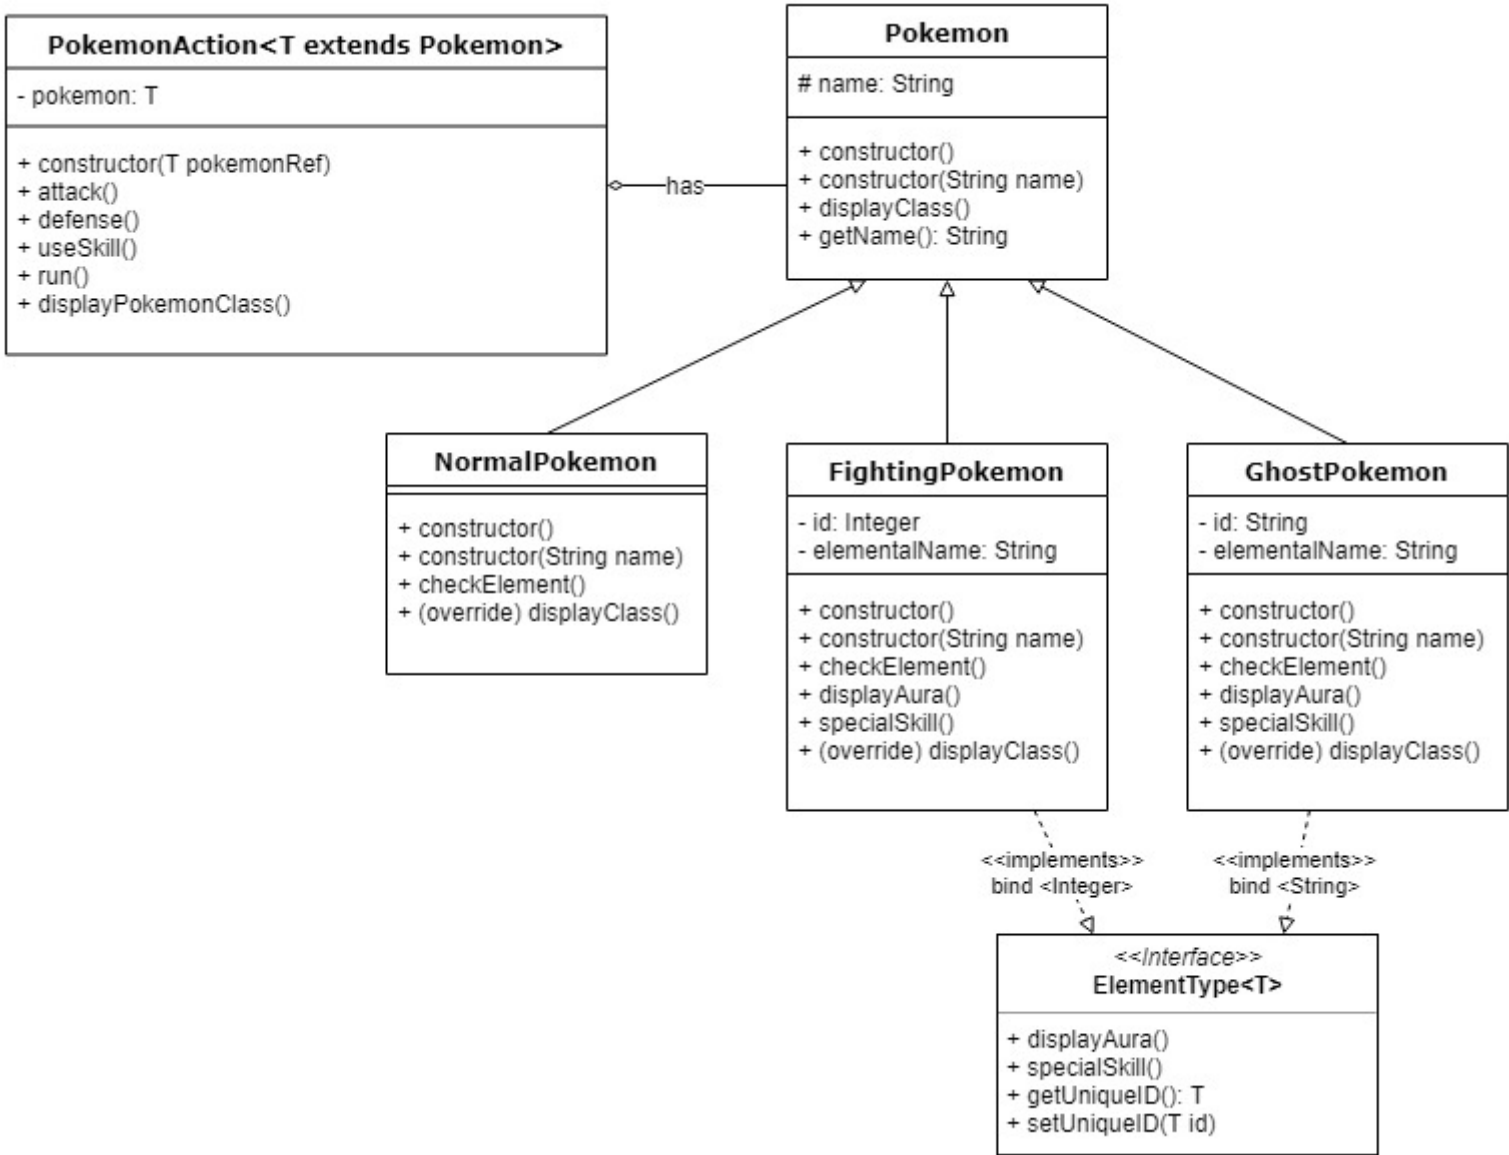 PokemonAction<T extends Pokemon>
- pokemon: T
+ constructor(T pokemonRef)
+ attack()
+ defense()
+ useSkill()
+ run()
+ displayPokemonClass()
has
Pokemon
# name: String
+ constructor()
+ constructor(String name)
+ displayClass()
+ getName(): String
NormalPokemon
+ constructor()
+ constructor(String name)
+ checkElement()
+ (override) displayClass()
FightingPokemon
- id: Integer
- elementalName: String
+ constructor()
+ constructor(String name)
+ checkElement()
+ displayAura()
+ specialSkill()
+ (override) displayClass()
GhostPokemon
- id: String
- elementalName: String
+ constructor()
+ constructor(String name)
+ checkElement()
+ displayAura()
+ specialSkill()
+ (override) displayClass()
<<implements>>
bind <Integer>
<<implements>>
bind <String>
<<Interface>>
ElementType<T>
+ displayAura()
+ specialSkill()
+ getUniqueID(): T
+ setUniqueID(T id)